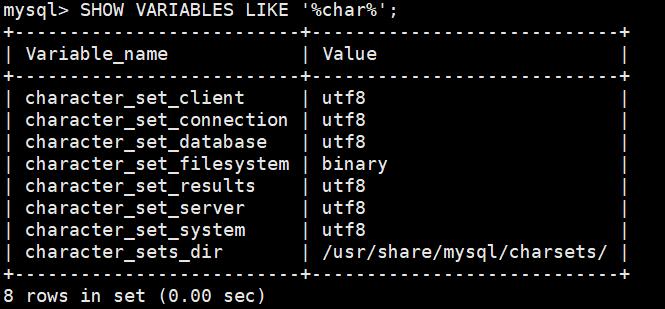 mysql> SHOW VARIABLES LIKE '%char%';
+--------------------------+----------------------------+
| Variable_name            | Value                      |
+--------------------------+----------------------------+
| character_set_client     | utf8                       |
| character_set_connection | utf8                       |
| character_set_database   | utf8                       |
| character_set_filesystem | binary                     |
| character_set_results    | utf8                       |
| character_set_server     | utf8                       |
| character_set_system     | utf8                       |
| character_sets_dir       | /usr/share/mysql/charsets/ |
+--------------------------+----------------------------+
8 rows in set (0.00 sec)